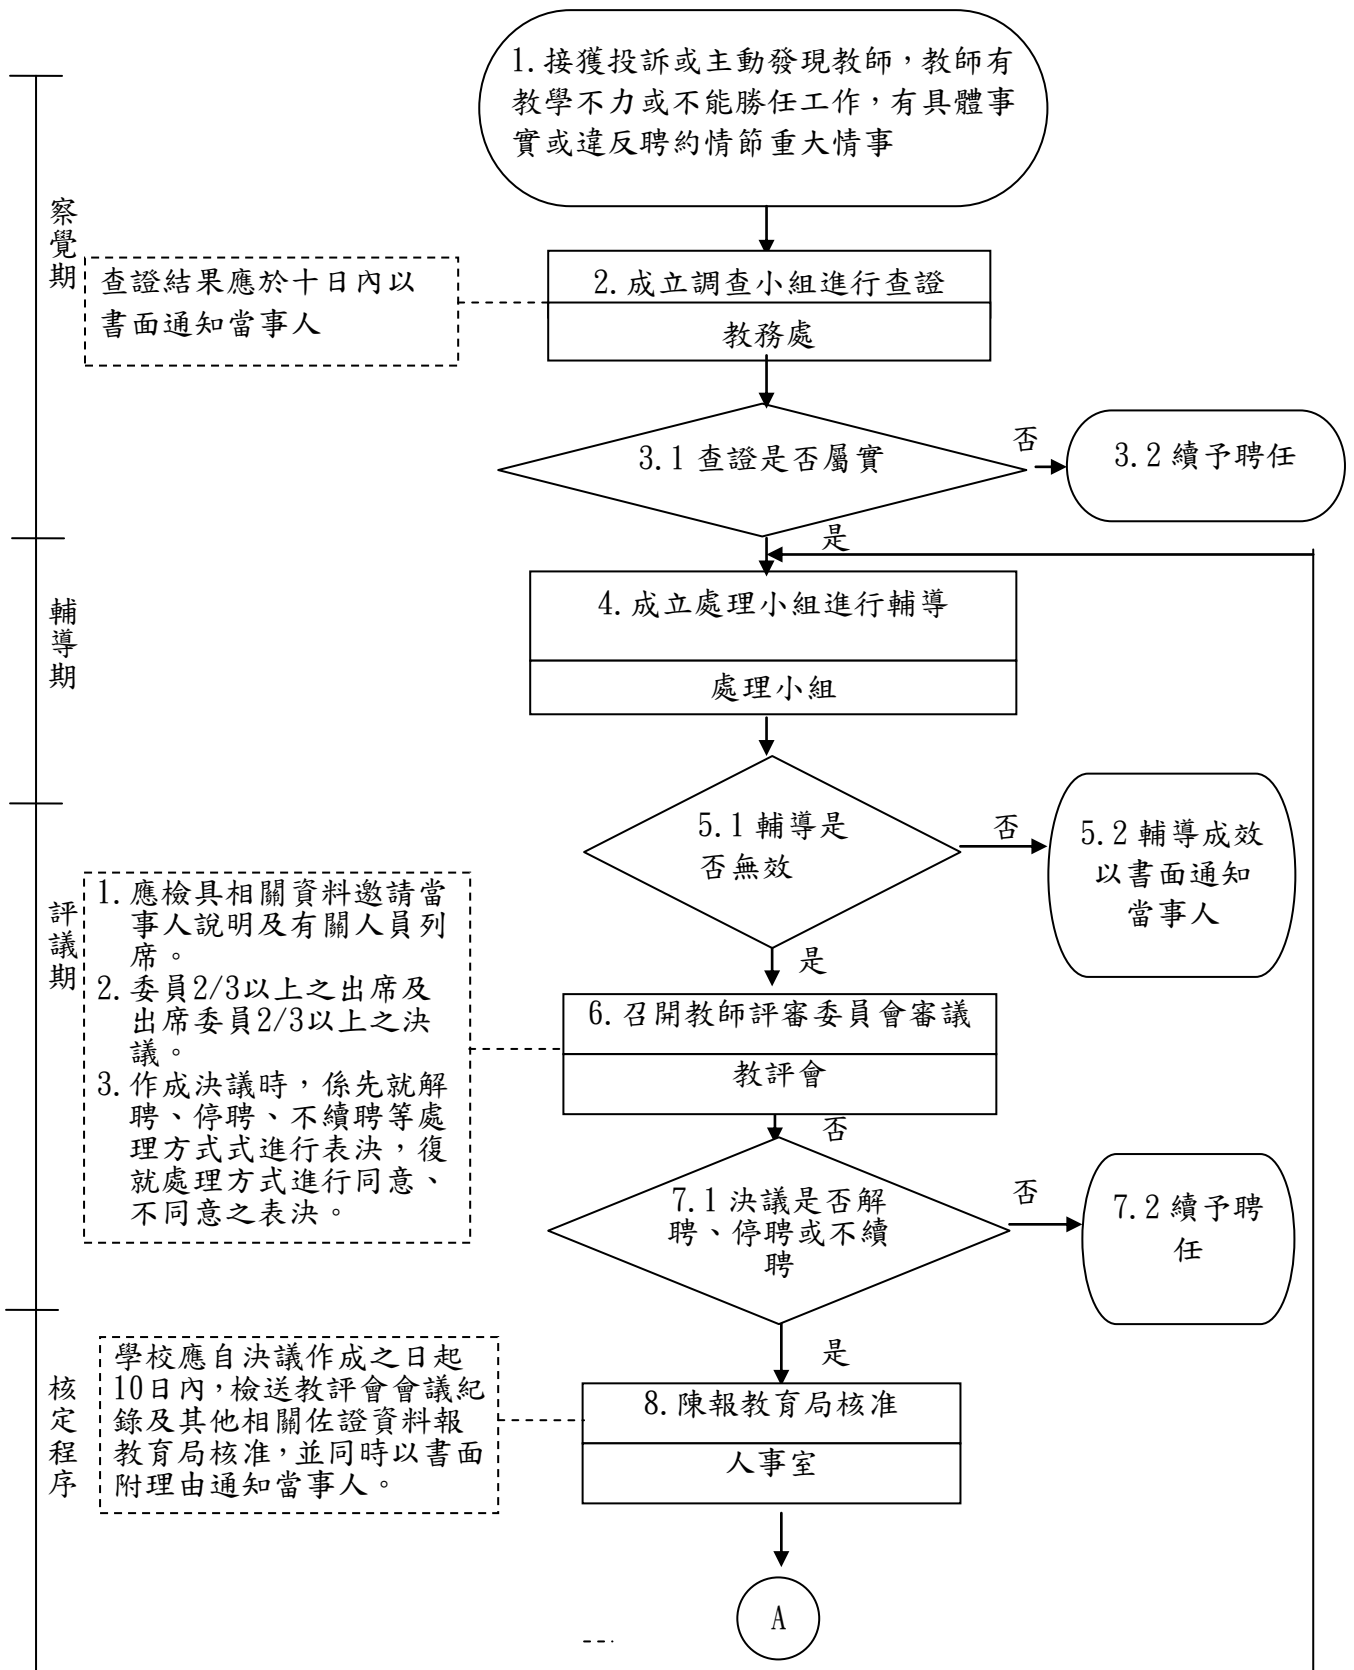 1.接獲投訴或主動發現教師，教師有
教學不力或不能勝任工作，有具體事
實或違反聘約情節重大情事
察覺期
查證結果應於十日內以
書面通知當事人
2.成立調查小組進行查證
教務處
3.1 查證是否屬實
否
3.2 續予聘任
是
輔導期
4.成立處理小組進行輔導
處理小組
5.1 輔導是
否無效
否
5.2 輔導成效
以書面通知
當事人
是
評議期
1.應檢具相關資料邀請當
事人說明及有關人員列
席。
2.委員2/3以上之出席及
出席委員2/3以上之決
議。
3.作成決議時，係先就解
聘、停聘、不續聘等處
理方式式進行表決，復
就處理方式進行同意、
不同意之表決。
6.召開教師評審委員會審議
教評會
否
7.1 決議是否解
聘、停聘或不續
聘
否
7.2 續予聘
任
是
核定程序
學校應自決議作成之日起
10日內，檢送教評會會議紀
錄及其他相關佐證資料報
教育局核准，並同時以書面
附理由通知當事人。
8.陳報教育局核准
人事室
A